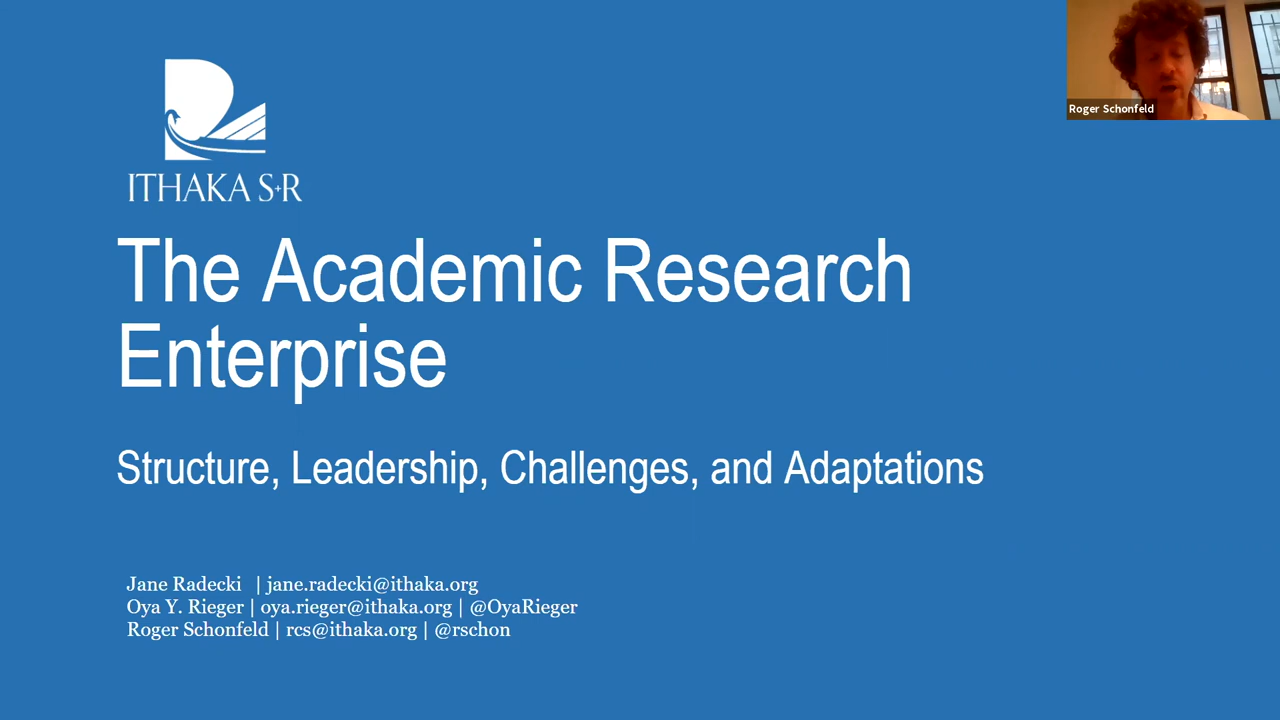 Roger Schonfeld
ITHAKA S+R
The Academic Research
Enterprise
Structure, Leadership, Challenges, and Adaptations
Jane Radecki | jane.radecki@ithaka.org
Oya Y. Rieger | oya.rieger@ithaka.org | @OyaRieger
Roger Schonfeld | rcs@ithaka.org | @rschon